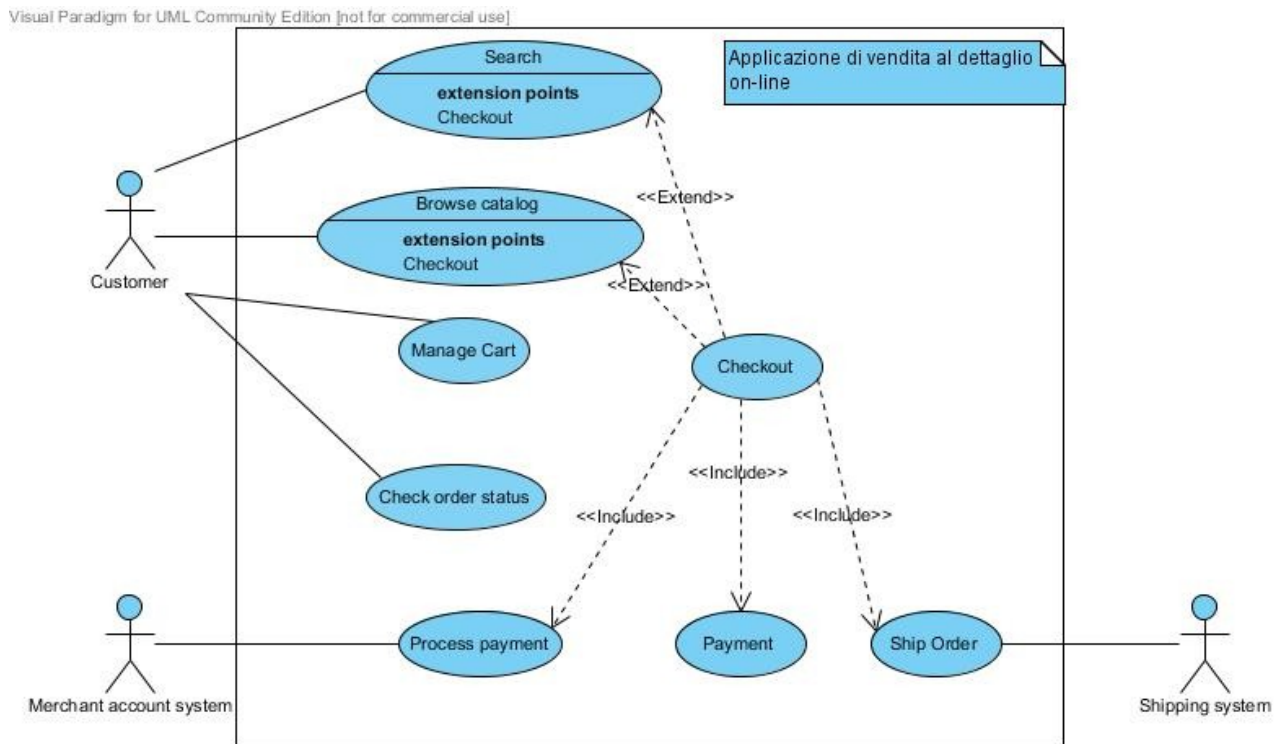 Visual Paradigm for UML Community Edition [not for commercial use]
Search
extension points
Checkout
Applicazione di vendita al dettaglio
on-line
<<Extend>>
Browse catalog
extension points
Checkout
<<Extend>>
Customer
Manage Cart
Checkout
<<Include>>
Check order status
<<Include>>
<<Include>>
Process payment
Payment
Ship Order
Merchant account system
Shipping system